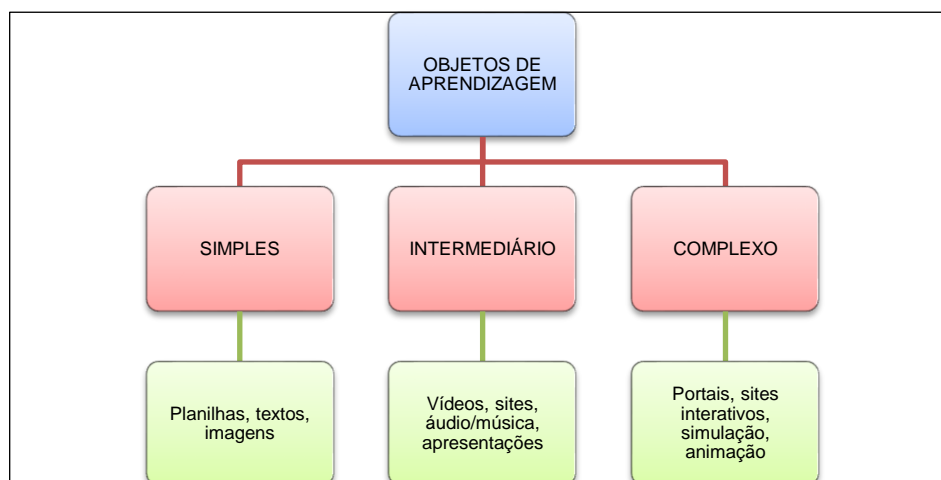 OBJETOS DE
APRENDIZAGEM
SIMPLES
INTERMEDIÁRIO
COMPLEXO
Planilhas, textos,
imagens
Vídeos, sites,
áudio/música,
apresentações
Portais, sites
interativos,
simulação,
animação